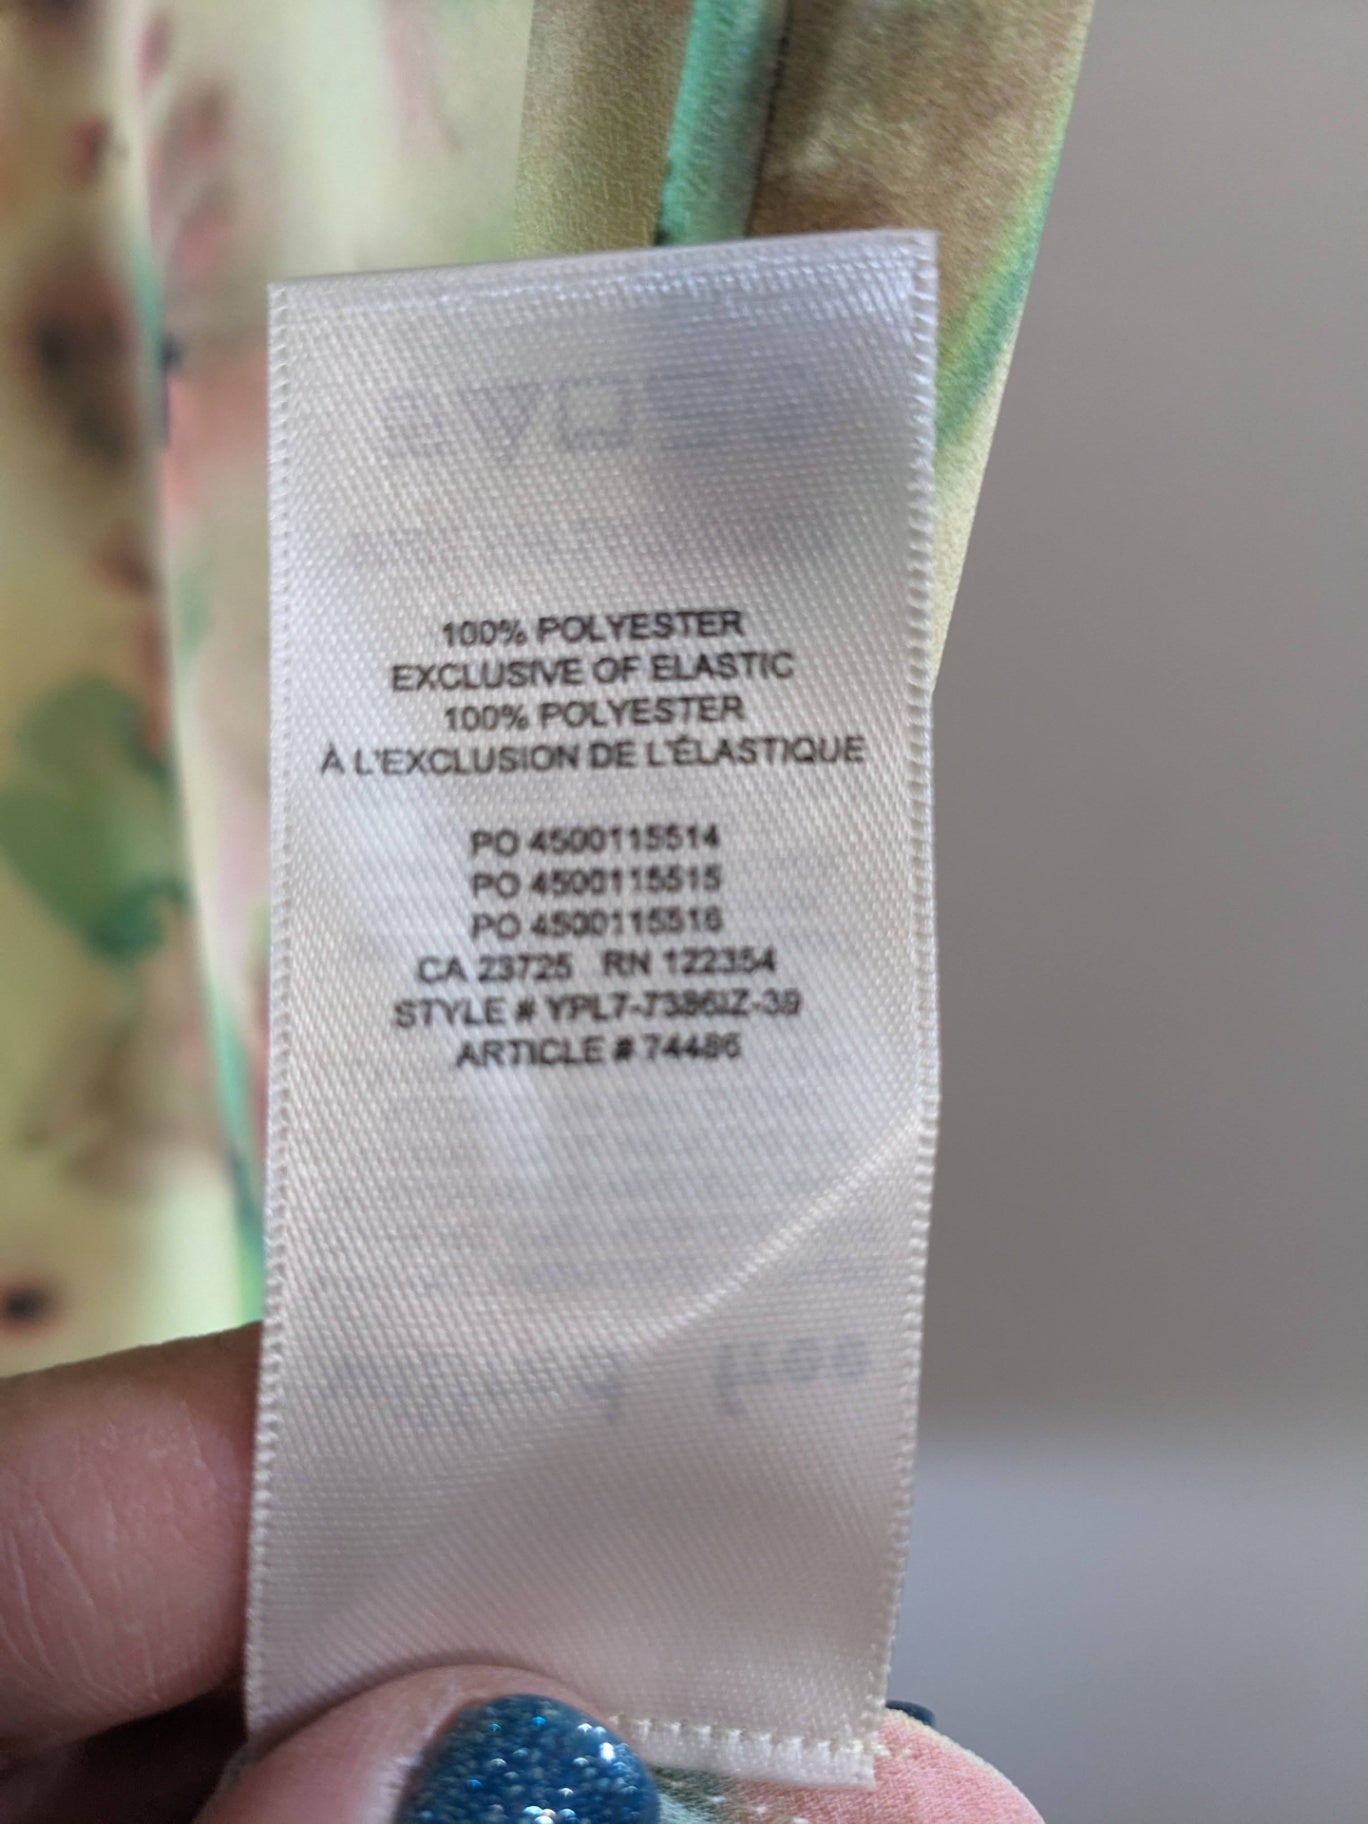 100% POLYESTER
EXCLUSIVE OF ELASTIC
100% POLYESTER
À L'EXCLUSION DE L'ÉLASTIQUE
PO 4500115514
PO 4500115515
PO 4500115516
CA 23725 RN 122354
STYLE # YPL7-7386IZ-39
ARTICLE # 74486